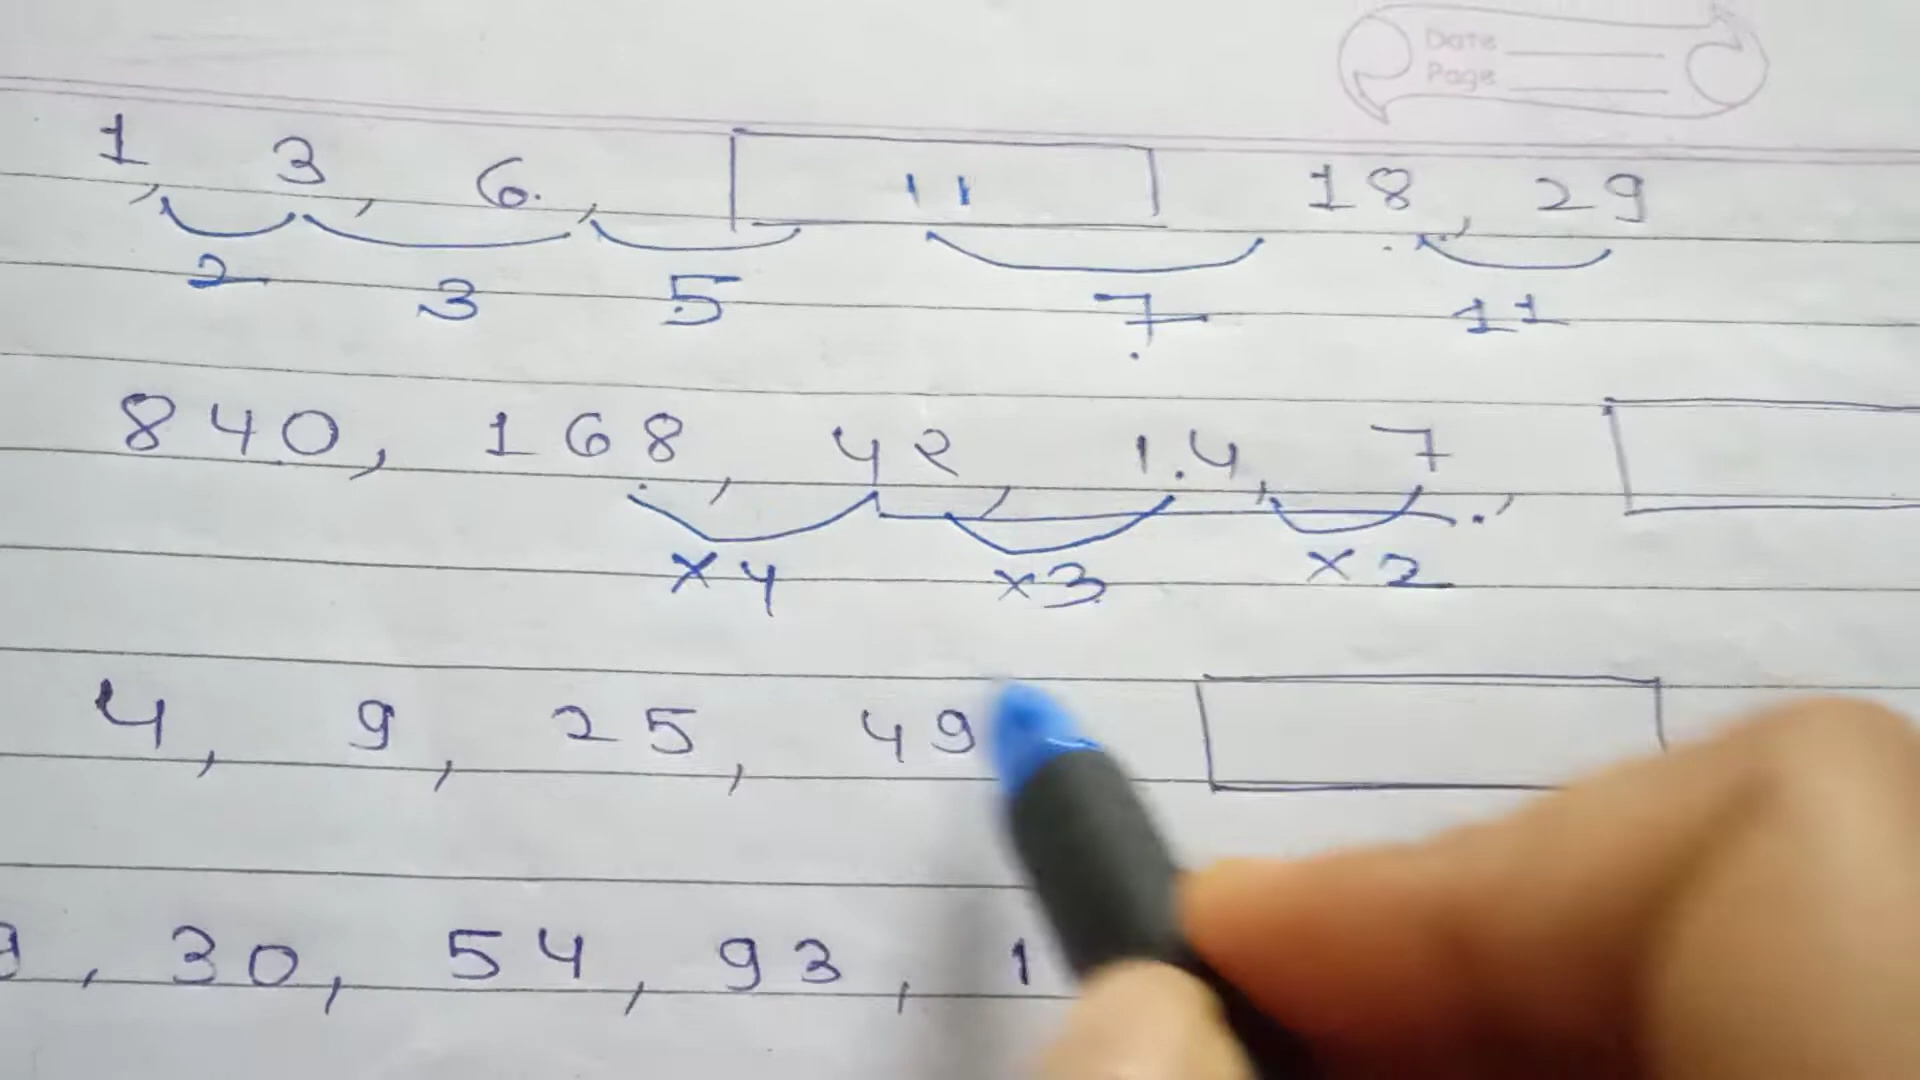 Date
Page
1, 3, 6, 11 18, 29
2 3 5 7 11
840, 168, 42, 14, 7,
×4 ×3 ×2
4, 9, 25, 49
, 30, 54, 93, 1